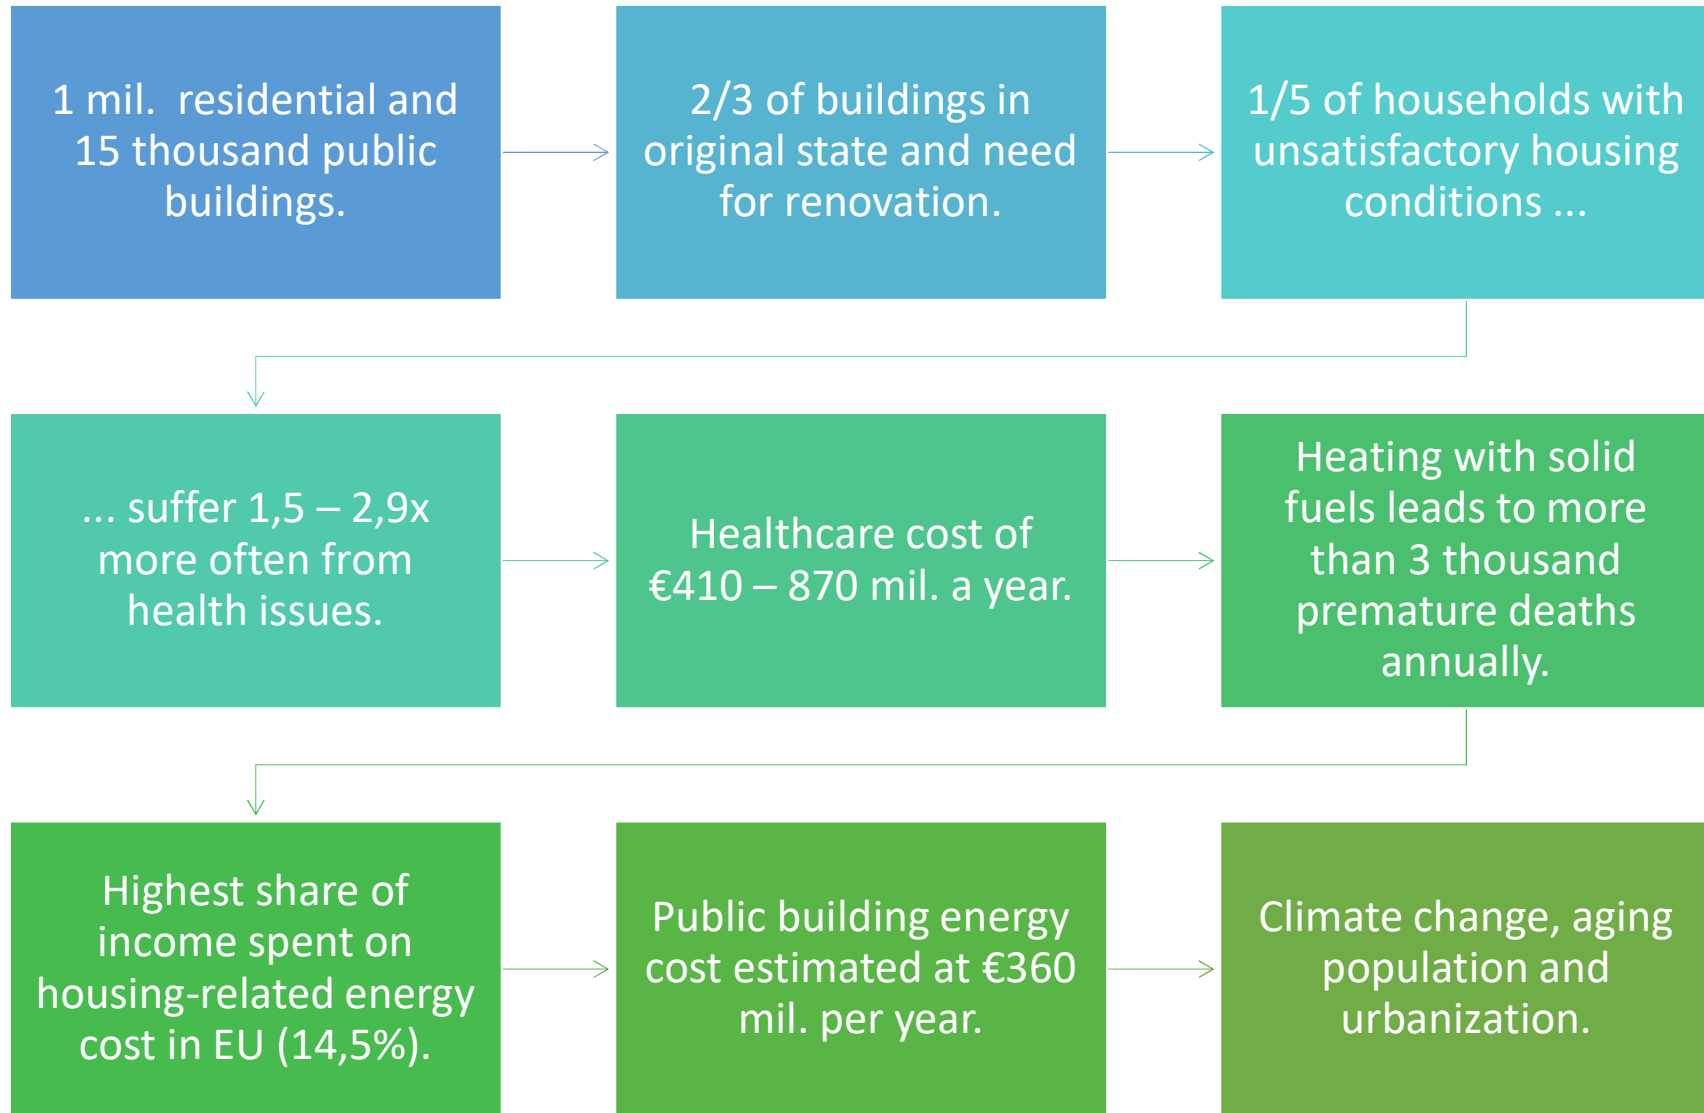 1 mil.  residential and
15 thousand public
buildings.
2/3 of buildings in
original state and need
for renovation.
1/5 of households with
unsatisfactory housing
conditions ...
... suffer 1,5 – 2,9x
more often from
health issues.
Healthcare cost of
€410 – 870 mil. a year.
Heating with solid
fuels leads to more
than 3 thousand
premature deaths
annually.
Highest share of
income spent on
housing-related energy
cost in EU (14,5%).
Public building energy
cost estimated at €360
mil. per year.
Climate change, aging
population and
urbanization.